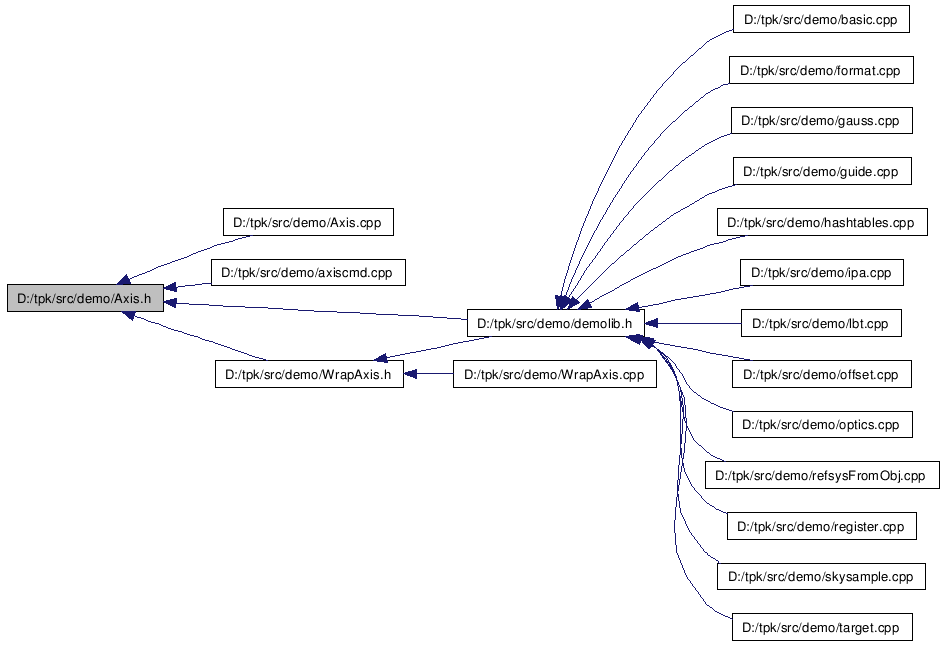 D:/tpk/src/demo/basic.cpp
D:/tpk/src/demo/format.cpp
D:/tpk/src/demo/gauss.cpp
D:/tpk/src/demo/guide.cpp
D:/tpk/src/demo/Axis.cpp
D:/tpk/src/demo/hashtables.cpp
D:/tpk/src/demo/axiscmd.cpp
D:/tpk/src/demo/ipa.cpp
D:/tpk/src/demo/Axis.h
D:/tpk/src/demo/demolib.h
D:/tpk/src/demo/lbt.cpp
D:/tpk/src/demo/WrapAxis.h
D:/tpk/src/demo/WrapAxis.cpp
D:/tpk/src/demo/offset.cpp
D:/tpk/src/demo/optics.cpp
D:/tpk/src/demo/refsysFromObj.cpp
D:/tpk/src/demo/register.cpp
D:/tpk/src/demo/skysample.cpp
D:/tpk/src/demo/target.cpp